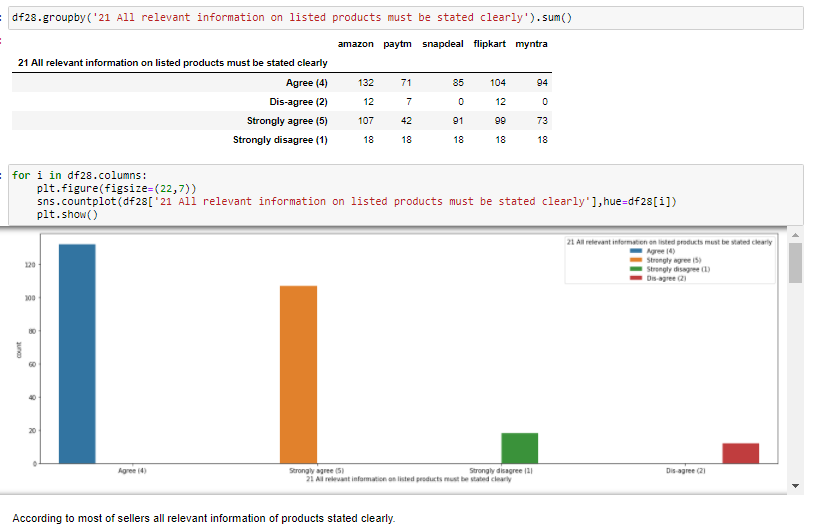 df28.groupby('21 All relevant information on listed products must be stated clearly').sum()
amazon paytm snapdeal flipkart myntra
21 All relevant information on listed products must be stated clearly
Agree (4) 132 71 85 104 94
Dis-agree (2) 12 7 0 12 0
Strongly agree (5) 107 42 91 99 73
Strongly disagree (1) 18 18 18 18 18
for i in df28.columns:
plt.figure(figsize=(22,7))
sns.countplot(df28['21 All relevant information on listed products must be stated clearly'],hue=df28[i])
plt.show()
21 All relevant information on listed products must be stated clearly
Agree (4)
Strongly agree (5)
Strongly disagree (1)
Dis-agree (2)
120
100
80
60
40
20
0
count
Agree (4) Strongly agree (5) Strongly disagree (1) Dis-agree (2)
21 All relevant information on listed products must be stated clearly
According to most of sellers all relevant information of products stated clearly.